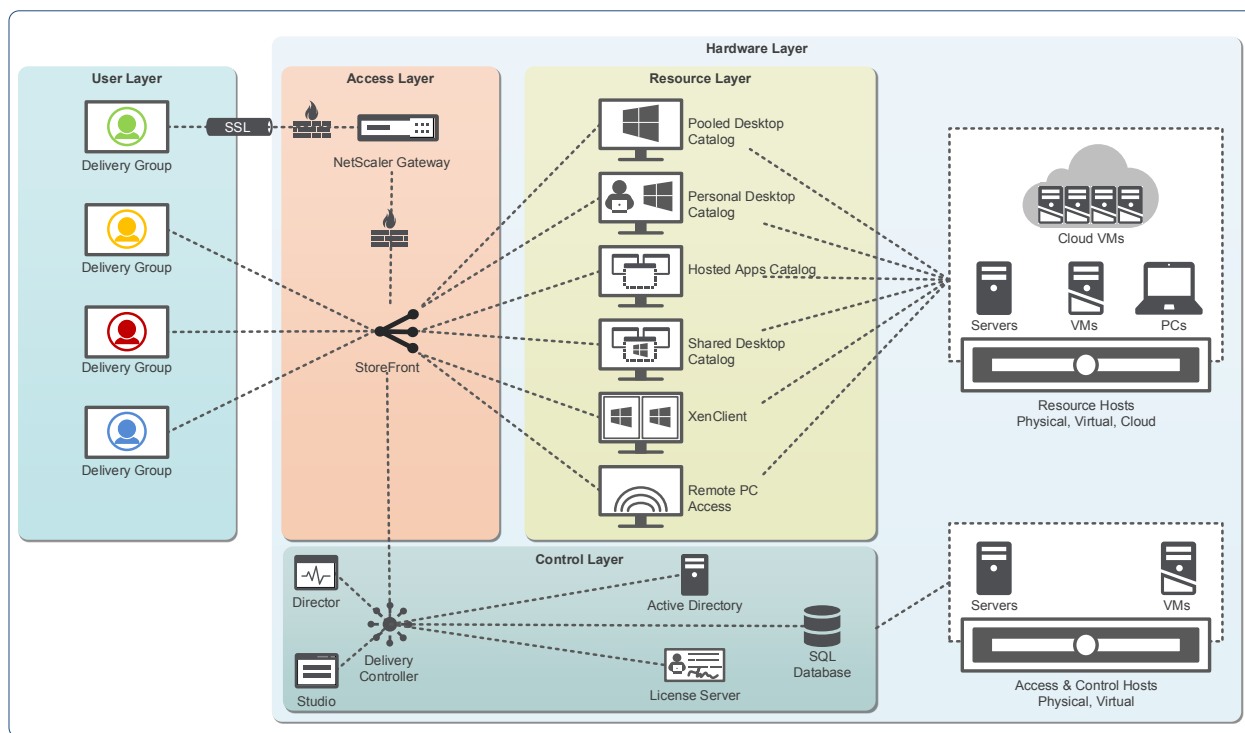 Hardware Layer
User Layer
Delivery Group
Delivery Group
Delivery Group
Delivery Group
SSL
Access Layer
NetScaler Gateway
StoreFront
Resource Layer
Pooled Desktop
Catalog
Personal Desktop
Catalog
Hosted Apps Catalog
Shared Desktop
Catalog
XenClient
Remote PC
Access
Cloud VMs
Servers
VMs
PCs
Resource Hosts
Physical, Virtual, Cloud
Control Layer
Director
Studio
Delivery
Controller
Active Directory
License Server
SQL
Database
Servers
VMs
Access & Control Hosts
Physical, Virtual